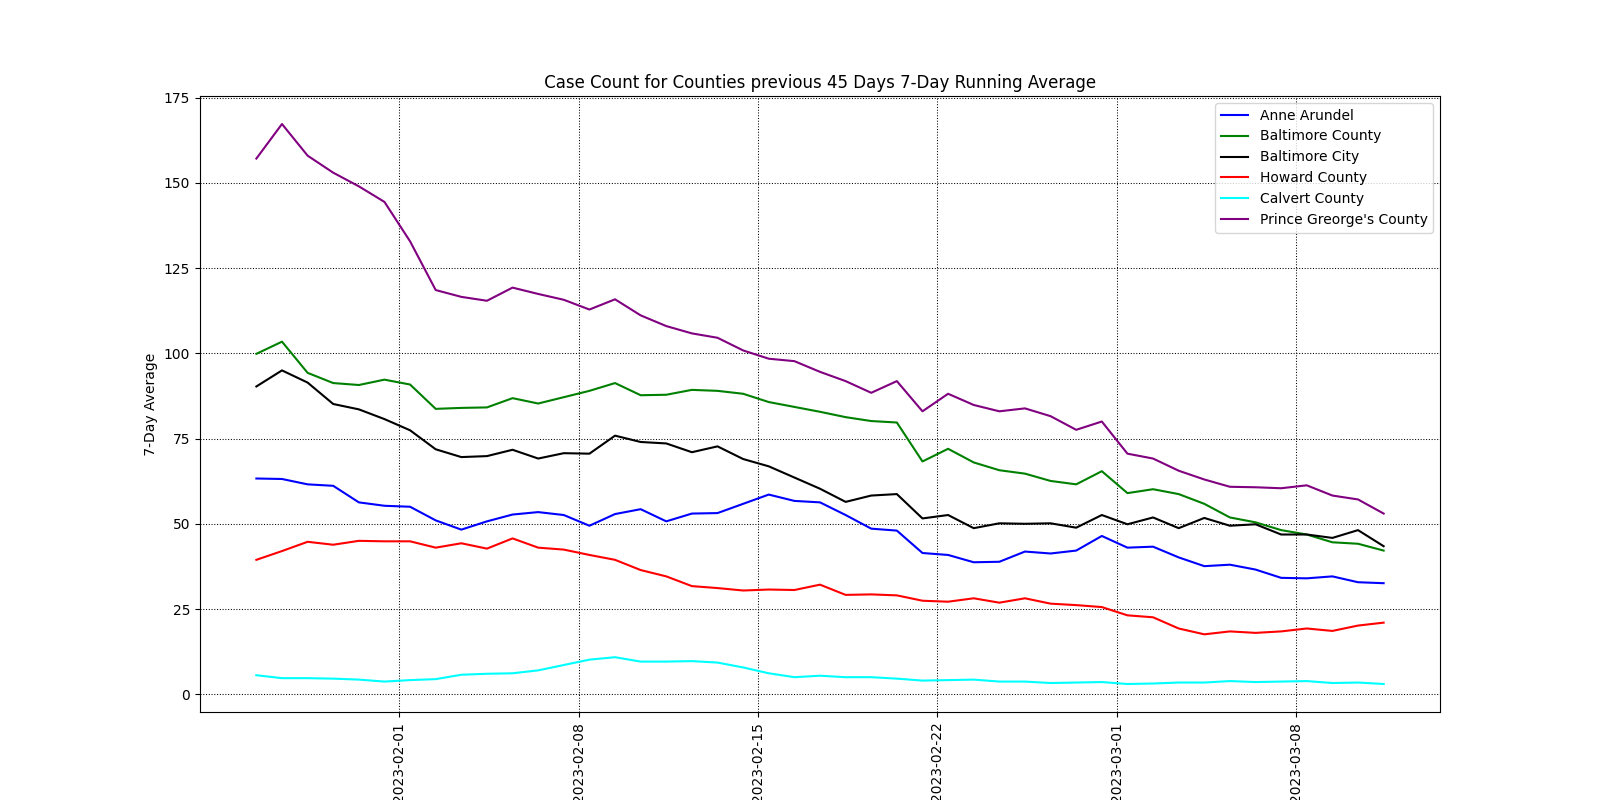 Case Count for Counties previous 45 Days 7-Day Running Average
175
150
125
100
75
50
25
0
7-Day Average
Anne Arundel
Baltimore County
Baltimore City
Howard County
Calvert County
Prince Greorge's County
2023-02-01
2023-02-08
2023-02-15
2023-02-22
2023-03-01
2023-03-08